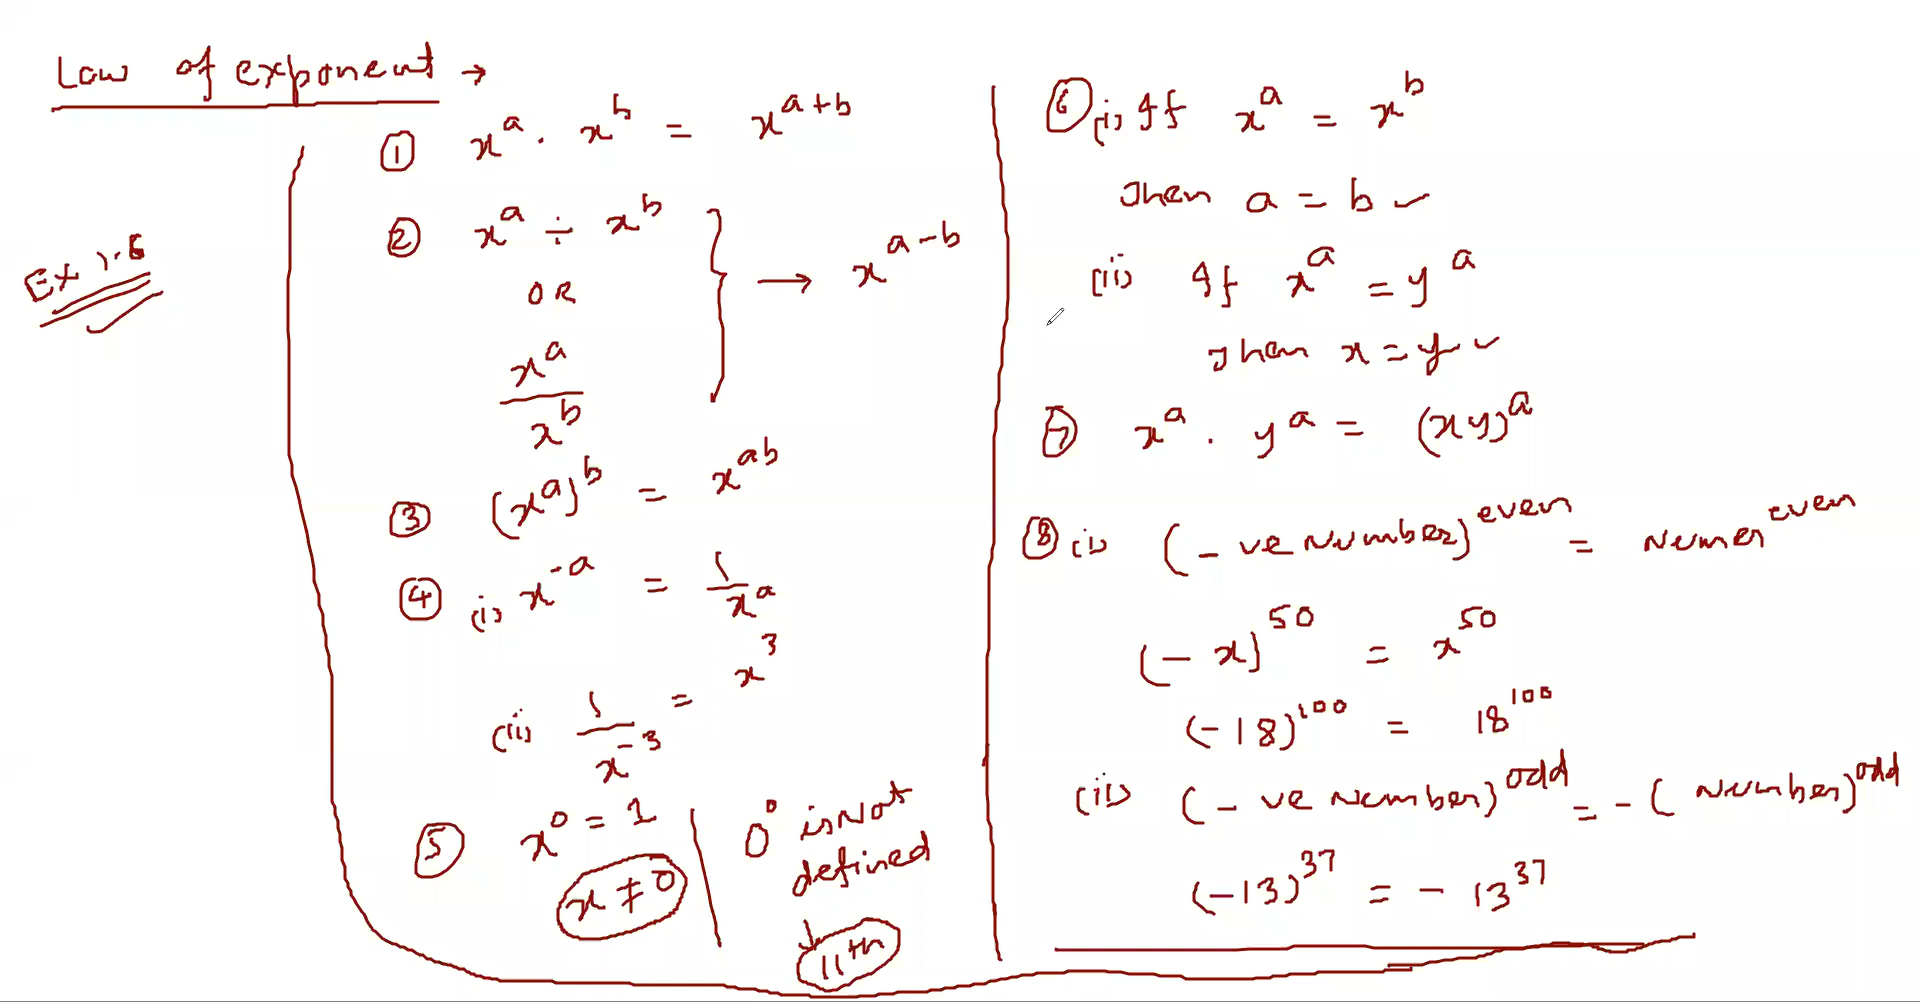 Law of exponent →
① x^a . x^b = x^{a+b}
② x^a ÷ x^b
OR
x^a / x^b } → x^{a-b}
③ (x^a)^b = x^{ab}
④ (i) x^{-a} = 1/x^a
(ii) 1/x^{-3} = x^3
⑤ x^0 = 1
x ≠ 0
0^0 is Not
defined
↓
11th
Ex 1.6
⑥ (i) If x^a = x^b
Then a = b ✓
(ii) If x^a = y^a
Then x = y ✓
⑦ x^a . y^a = (xy)^a
⑧ (i) (- ve Number)^{even} = Numer^{even}
(- x)^{50} = x^{50}
(-18)^{100} = 18^{100}
(ii) (- ve Number)^{odd} = - (Number)^{odd}
(-13)^{37} = - 13^{37}